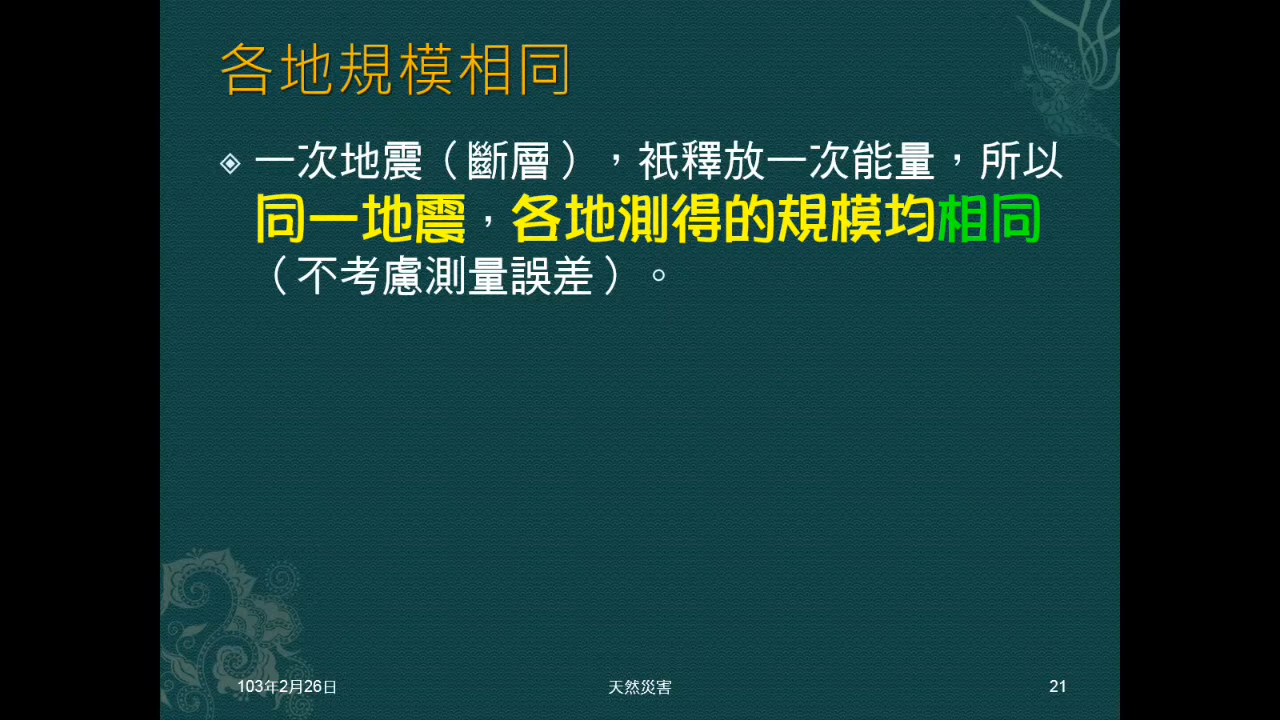 各地規模相同
一次地震（斷層），祇釋放一次能量，所以
同一地震，各地測得的規模均相同
（不考慮測量誤差）。
103年2月26日
天然災害
21